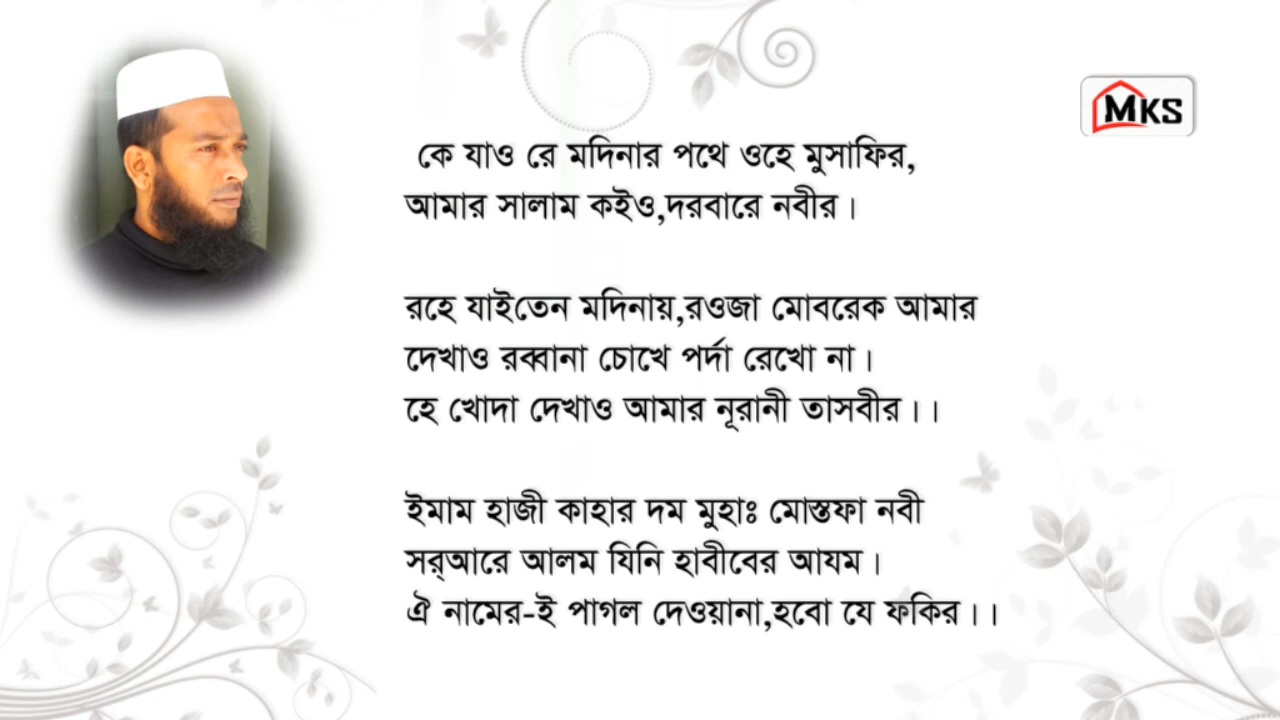 MKS
কে যাও রে মদিনার পথে ওহে মুসাফির,
আমার সালাম কইও,দরবারে নবীর।
রহে যাইতেন মদিনায়,রওজা মোবরেক আমার
দেখাও রব্বানা চোখে পর্দা রেখো না।
হে খোদা দেখাও আমার নূরানী তাসবীর।।
ইমাম হাজী কাহার দম মুহাঃ মোস্তফা নবী
সর্‌আরে আলম যিনি হাবীবের আযম।
ঐ নামের-ই পাগল দেওয়ানা,হবো যে ফকির।।